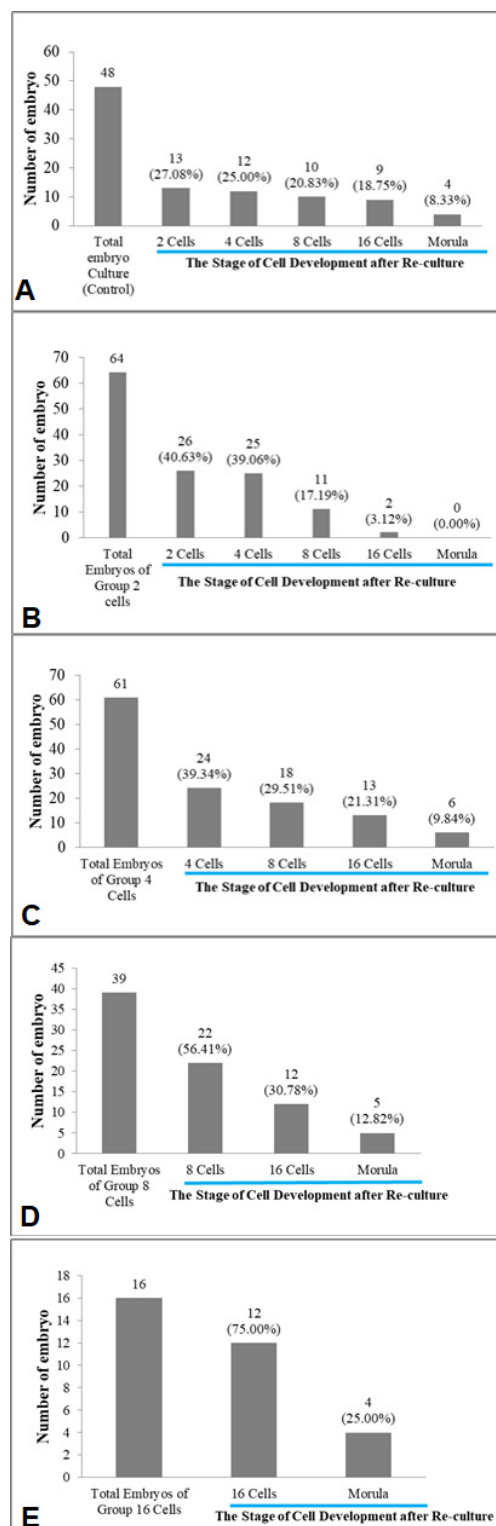 Number of embryo
60
50
40
30
20
10
0
48
13
(27.08%)
12
(25.00%)
10
(20.83%)
9
(18.75%)
4
(8.33%)
Total
embryo
Culture
(Control)
2 Cells
4 Cells
8 Cells
16 Cells
Morula
The Stage of Cell Development after Re-culture
A
Number of embryo
70
60
50
40
30
20
10
0
64
26
(40.63%)
25
(39.06%)
11
(17.19%)
2
(3.12%)
0
(0.00%)
Total
Embryos of
Group 2
cells
2 Cells
4 Cells
8 Cells
16 Cells
Morula
The Stage of Cell Development after Re-culture
B
Number of embryo
70
60
50
40
30
20
10
0
61
24
(39.34%)
18
(29.51%)
13
(21.31%)
6
(9.84%)
Total Embryos
of Group 4
Cells
4 Cells
8 Cells
16 Cells
Morula
The Stage of Cell Development after Re-culture
C
Number of embryo
45
40
35
30
25
20
15
10
5
0
39
22
(56.41%)
12
(30.78%)
5
(12.82%)
Total Embryos
of Group 8
Cells
8 Cells
16 Cells
Morula
The Stage of Cell Development after Re-culture
D
Number of embryo
18
16
14
12
10
8
6
4
2
0
16
12
(75.00%)
4
(25.00%)
Total Embryos of
Group 16 Cells
16 Cells
Morula
The Stage of Cell Development after Re-culture
E